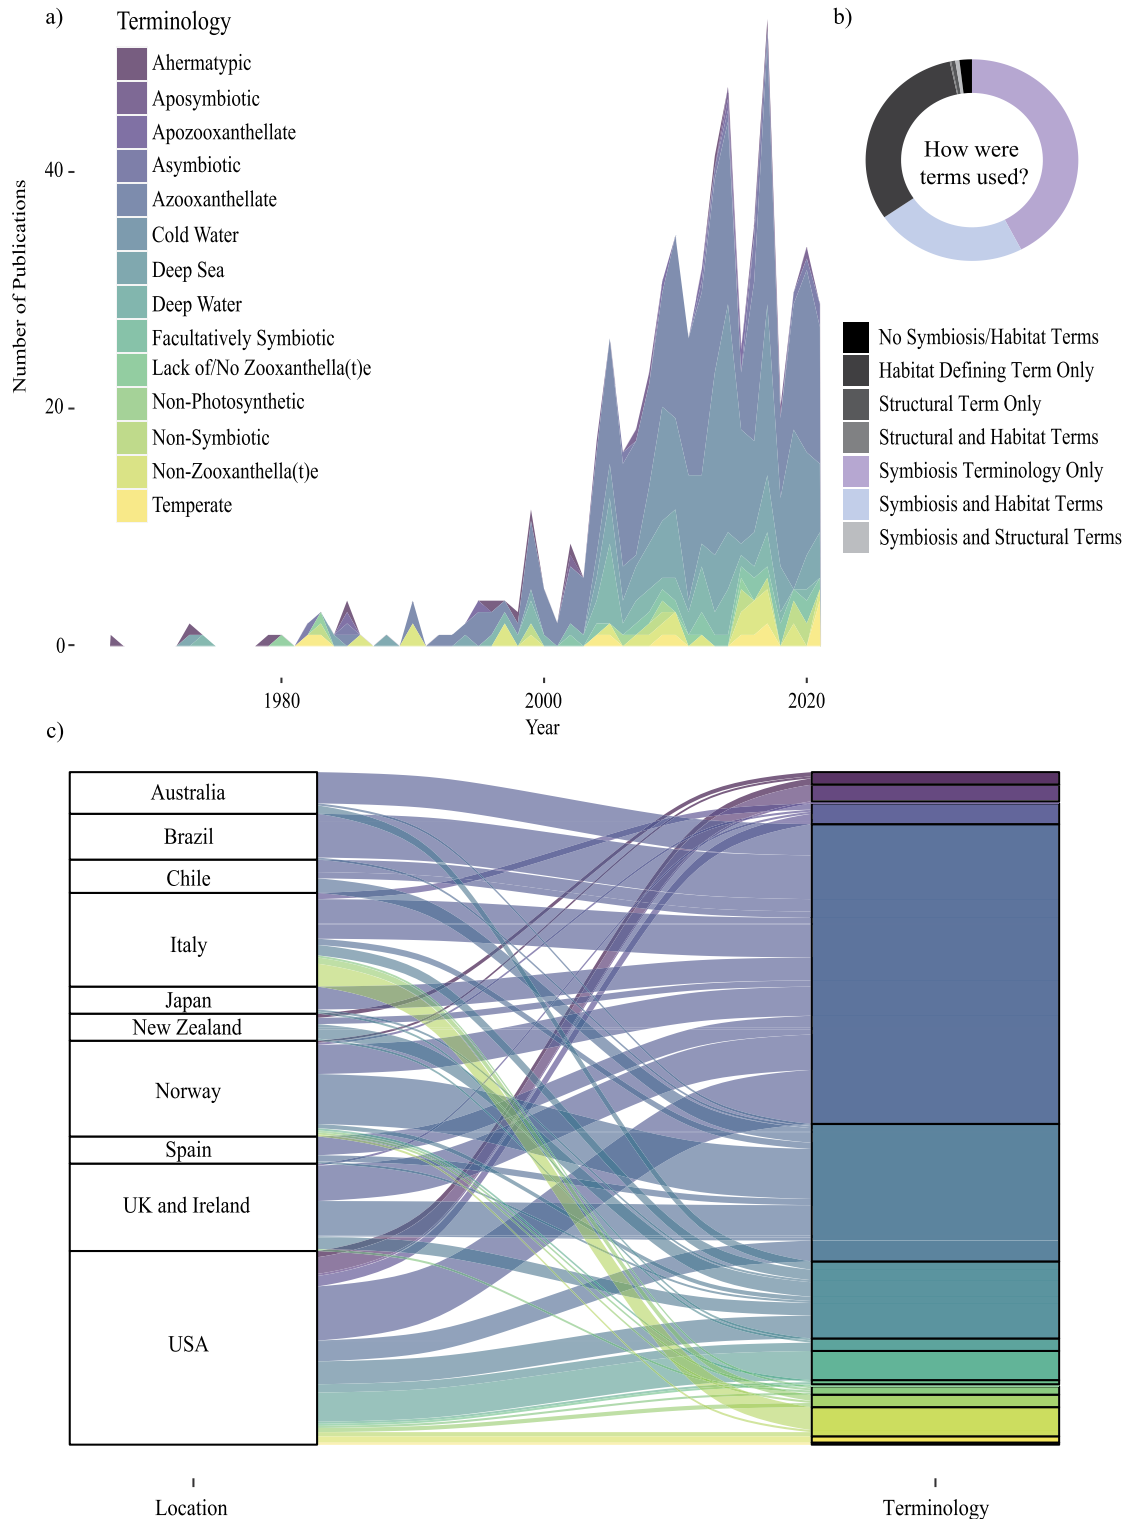 a)
Terminology
Ahermatypic
Aposymbiotic
Apozooxanthellate
Asymbiotic
Azooxanthellate
Cold Water
Deep Sea
Deep Water
Facultatively Symbiotic
Lack of/No Zooxanthella(t)e
Non-Photosynthetic
Non-Symbiotic
Non-Zooxanthella(t)e
Temperate
Number of Publications
40
20
0
1980
2000
2020
Year
b)
How were
terms used?
No Symbiosis/Habitat Terms
Habitat Defining Term Only
Structural Term Only
Structural and Habitat Terms
Symbiosis Terminology Only
Symbiosis and Habitat Terms
Symbiosis and Structural Terms
c)
Australia
Brazil
Chile
Italy
Japan
New Zealand
Norway
Spain
UK and Ireland
USA
Location
Terminology